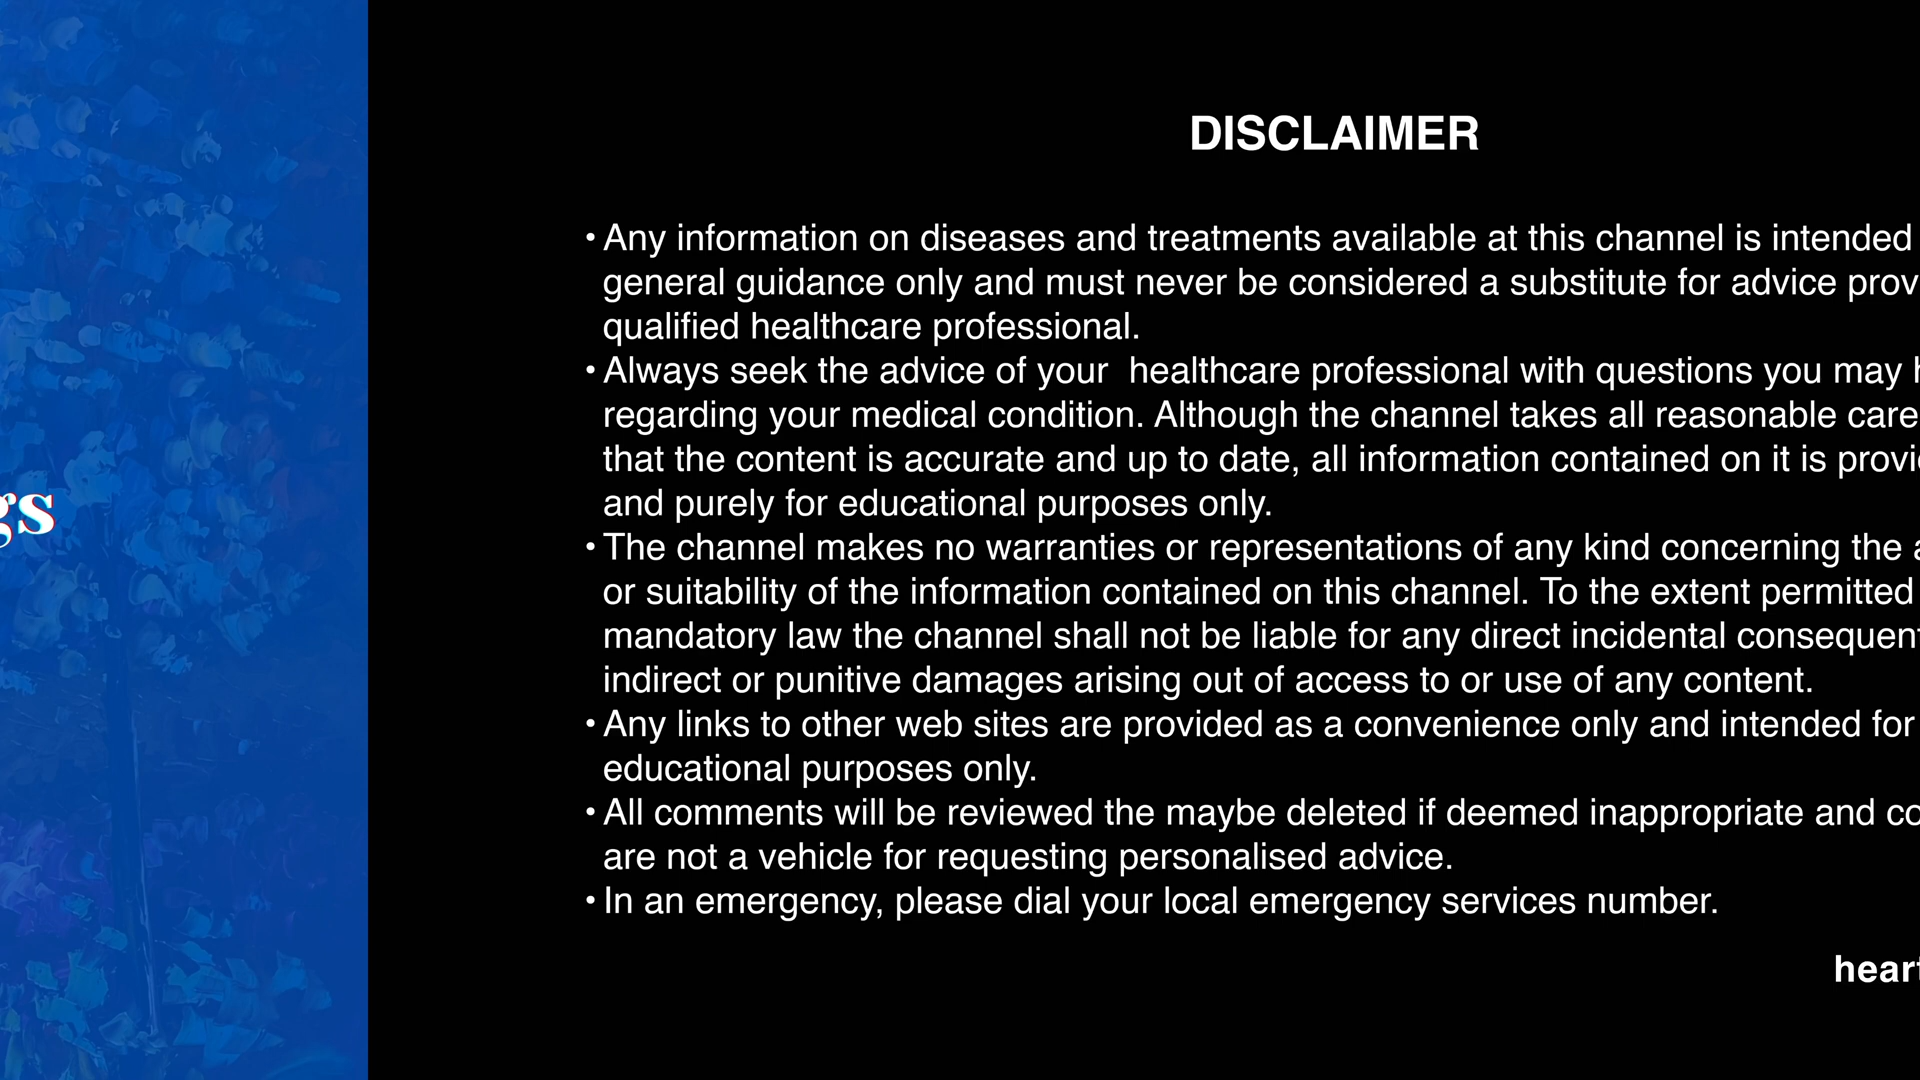 DISCLAIMER
• Any information on diseases and treatments available at this channel is intended
general guidance only and must never be considered a substitute for advice prov
qualified healthcare professional.
• Always seek the advice of your  healthcare professional with questions you may h
regarding your medical condition. Although the channel takes all reasonable care
that the content is accurate and up to date, all information contained on it is provi
and purely for educational purposes only.
• The channel makes no warranties or representations of any kind concerning the a
or suitability of the information contained on this channel. To the extent permitted
mandatory law the channel shall not be liable for any direct incidental consequent
indirect or punitive damages arising out of access to or use of any content.
• Any links to other web sites are provided as a convenience only and intended for
educational purposes only.
• All comments will be reviewed the maybe deleted if deemed inappropriate and co
are not a vehicle for requesting personalised advice.
• In an emergency, please dial your local emergency services number.
gs
heart